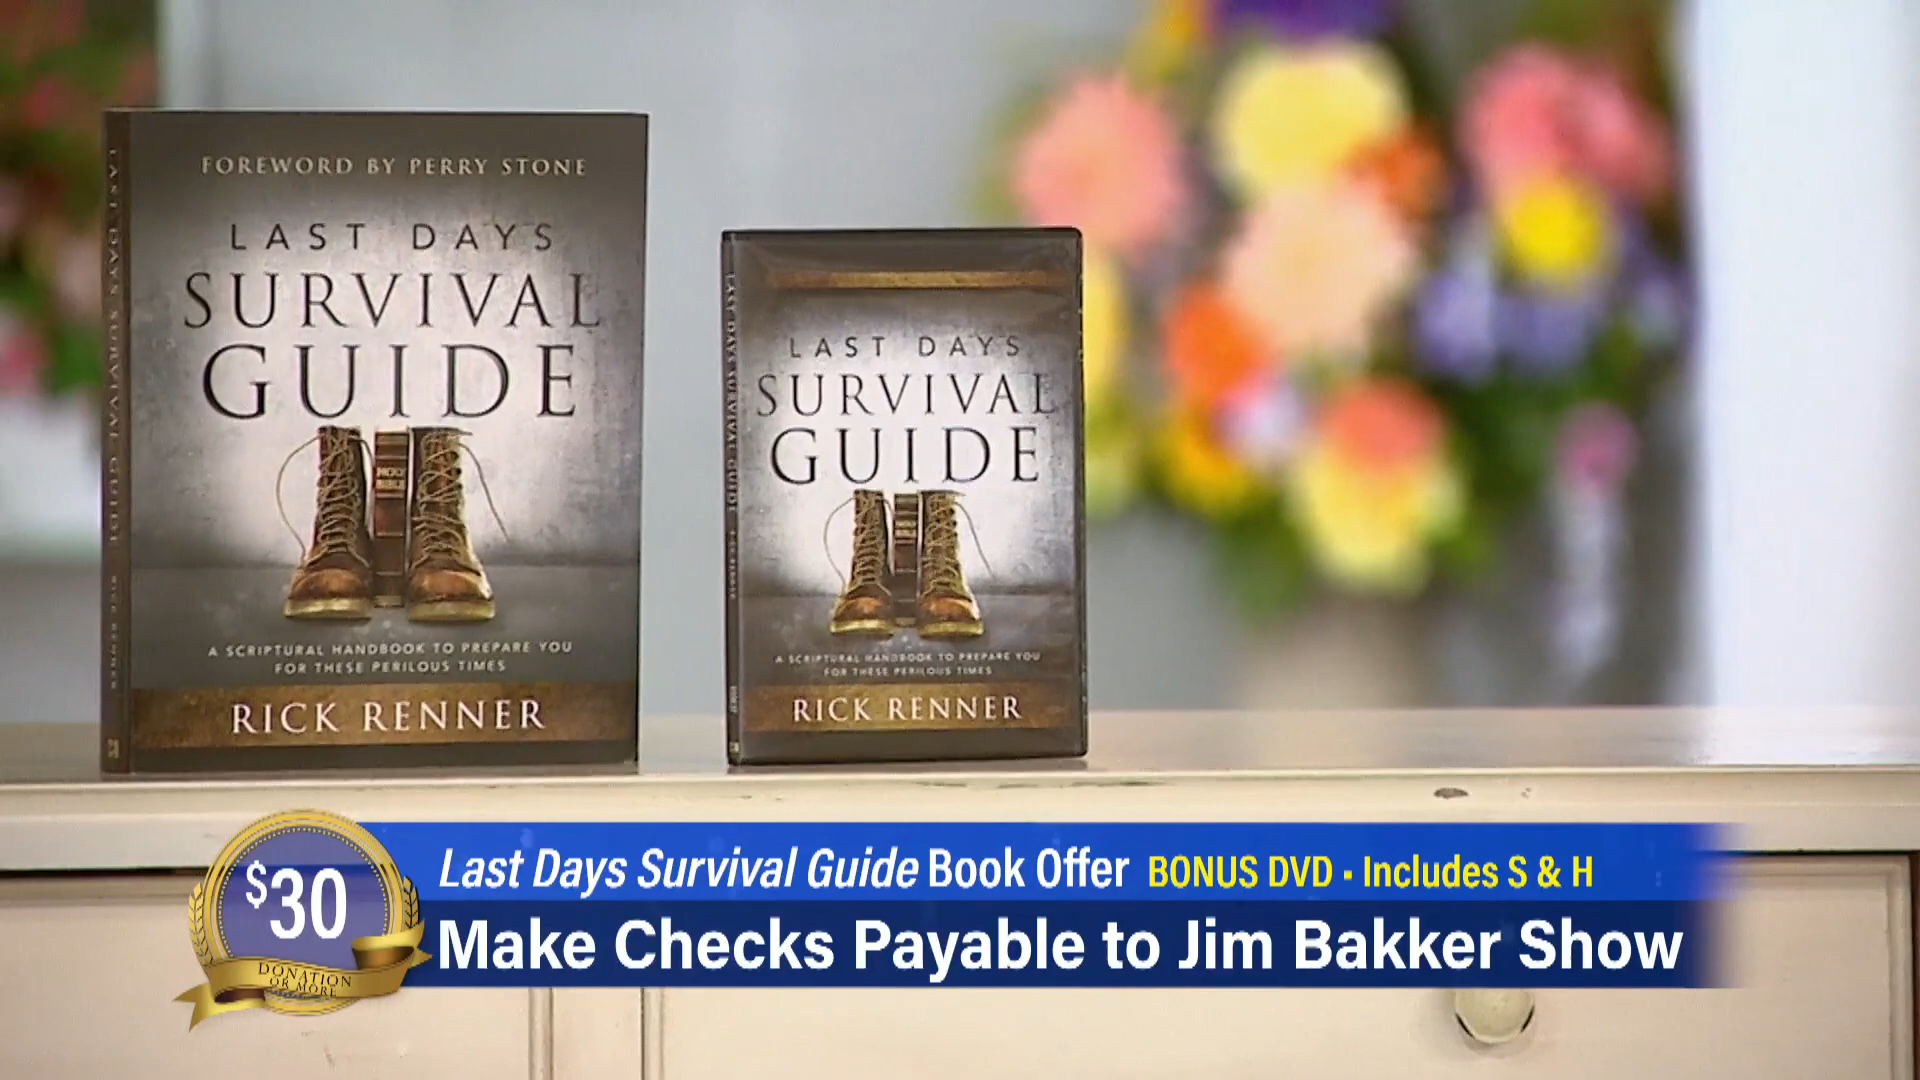 FOREWORD BY PERRY STONE
LAST DAYS
SURVIVAL
GUIDE
HOLY
BIBLE
A SCRIPTURAL HANDBOOK TO PREPARE YOU
FOR THESE PERILOUS TIMES
RICK RENNER
LAST DAYS SURVIVAL GUIDE RICK RENNER
LAST DAYS
SURVIVAL
GUIDE
A SCRIPTURAL HANDBOOK TO PREPARE YOU
FOR THESE PERILOUS TIMES
RICK RENNER
LAST DAYS SURVIVAL GUIDE
$30
DONATION
OR MORE
Last Days Survival Guide Book Offer BONUS DVD - Includes S & H
Make Checks Payable to Jim Bakker Show